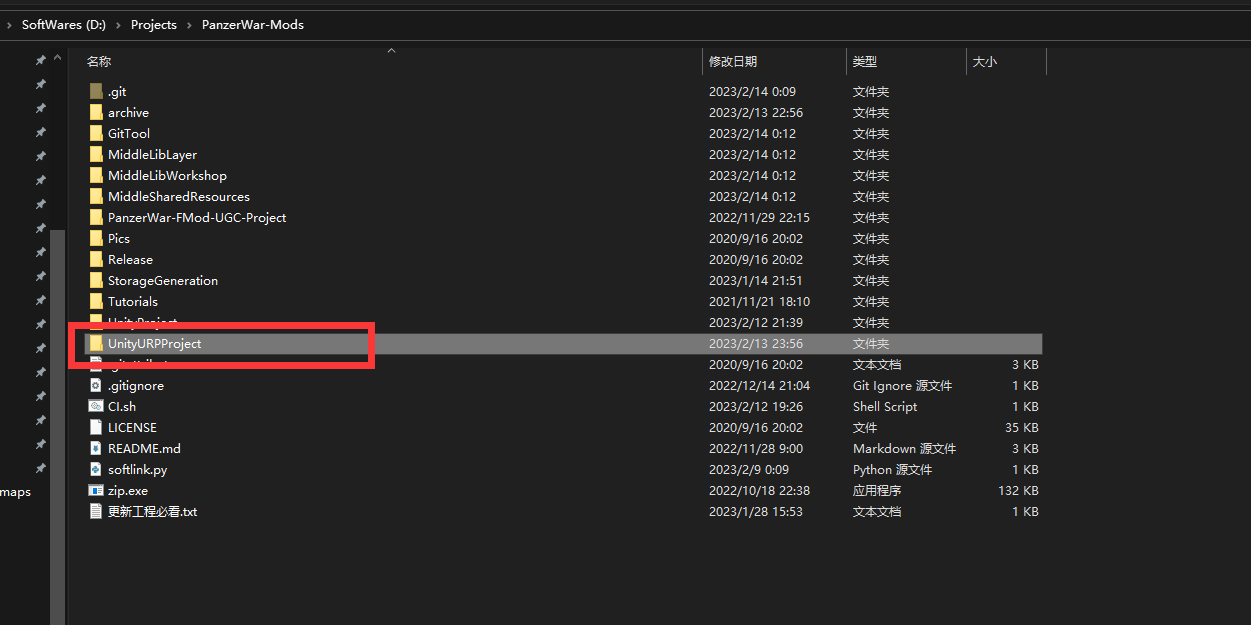 SoftWares (D:) › Projects › PanzerWar-Mods
名称 修改日期 类型 大小
.git 2023/2/14 0:09 文件夹
archive 2023/2/13 22:56 文件夹
GitTool 2023/2/14 0:12 文件夹
MiddleLibLayer 2023/2/14 0:12 文件夹
MiddleLibWorkshop 2023/2/14 0:12 文件夹
MiddleSharedResources 2023/2/14 0:12 文件夹
PanzerWar-FMod-UGC-Project 2022/11/29 22:15 文件夹
Pics 2020/9/16 20:02 文件夹
Release 2020/9/16 20:02 文件夹
StorageGeneration 2023/1/14 21:51 文件夹
Tutorials 2021/11/21 18:10 文件夹
UnityProject 2023/2/12 21:39 文件夹
UnityURPProject 2023/2/13 23:56 文件夹
2020/9/16 20:02 文本文档 3 KB
.gitignore 2022/12/14 21:04 Git Ignore 源文件 1 KB
CI.sh 2023/2/12 19:26 Shell Script 1 KB
LICENSE 2020/9/16 20:02 文件 35 KB
README.md 2022/11/28 9:00 Markdown 源文件 3 KB
softlink.py 2023/2/9 0:09 Python 源文件 1 KB
maps
zip.exe 2022/10/18 22:38 应用程序 132 KB
更新工程必看.txt 2023/1/28 15:53 文本文档 1 KB